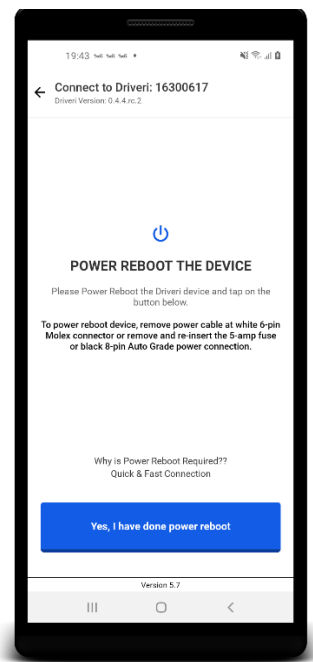 19:43
Connect to Driveri: 16300617
Driveri Version: 0.4.4.rc.2
POWER REBOOT THE DEVICE
Please Power Reboot the Driveri device and tap on the
button below.
To power reboot device, remove power cable at white 6-pin
Molex connector or remove and re-insert the 5-amp fuse
or black 8-pin Auto Grade power connection.
Why is Power Reboot Required??
Quick & Fast Connection
Yes, I have done power reboot
Version 5.7